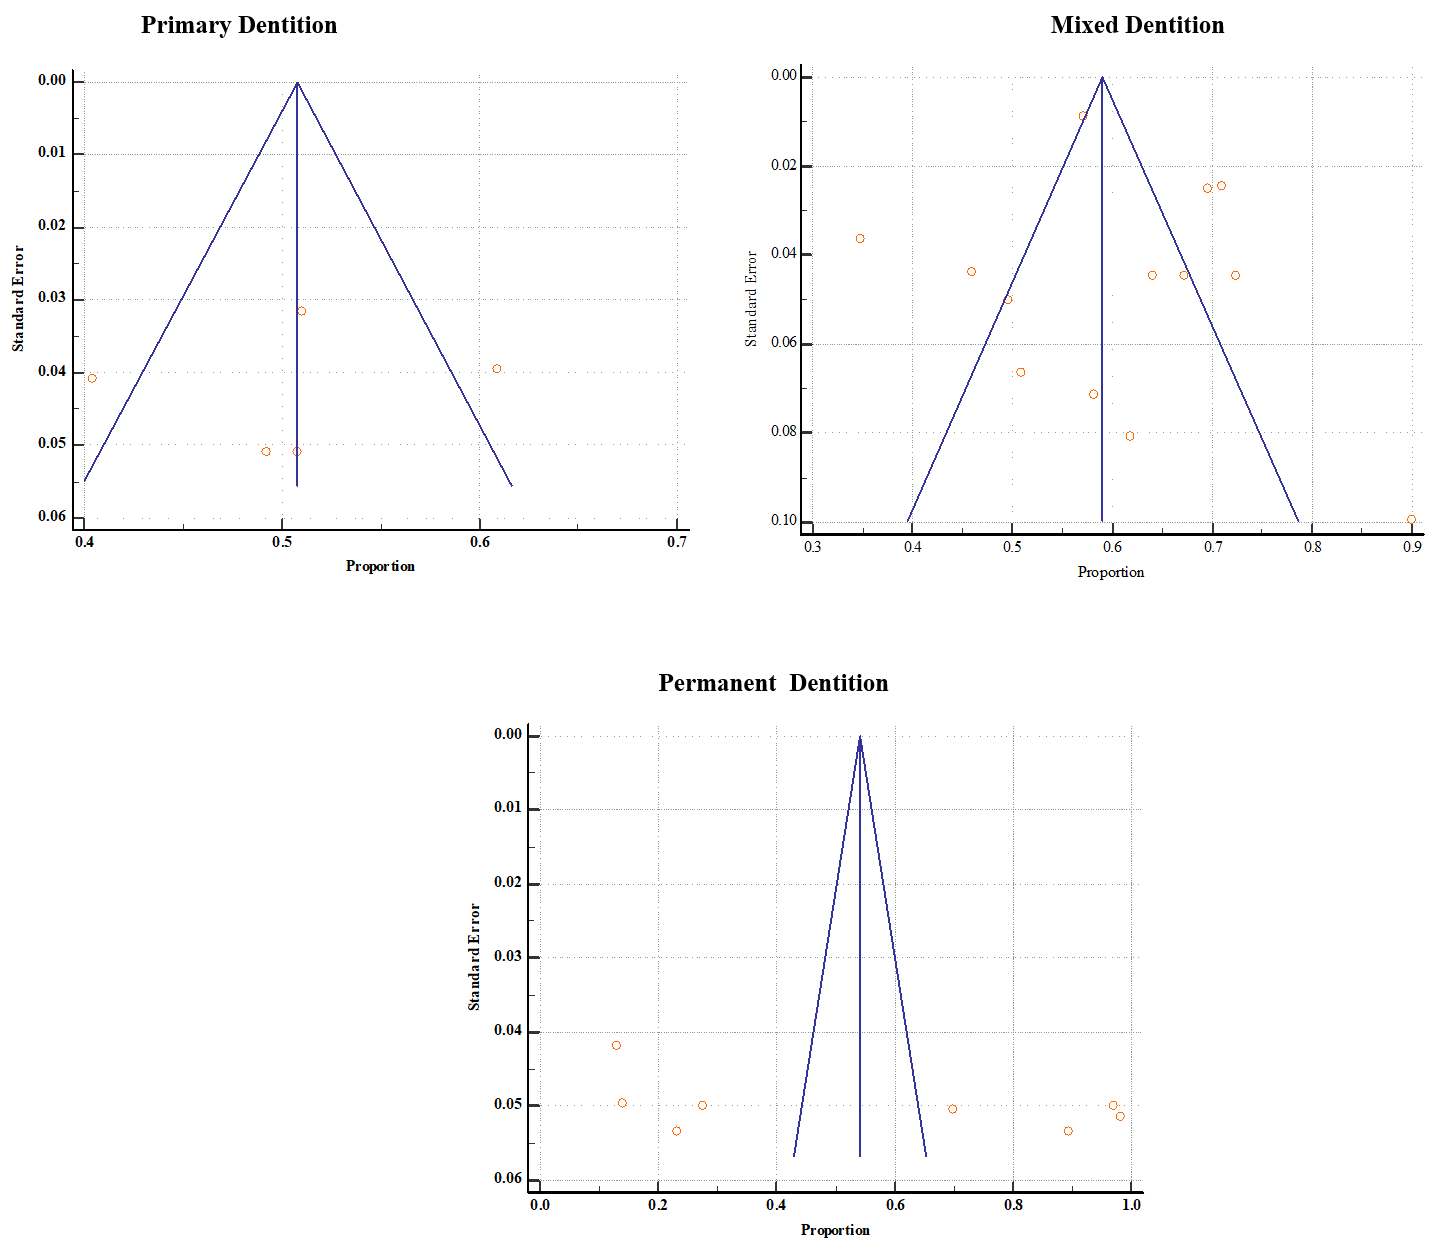 Primary Dentition
0.00
0.01
0.02
0.03
0.04
0.05
0.06
Standard Error
0.4 0.5 0.6 0.7
Proportion
Mixed Dentition
0.00
0.02
0.04
0.06
0.08
0.10
Standard Error
0.3 0.4 0.5 0.6 0.7 0.8 0.9
Proportion
Permanent Dentition
0.00
0.01
0.02
0.03
0.04
0.05
0.06
Standard Error
0.0 0.2 0.4 0.6 0.8 1.0
Proportion